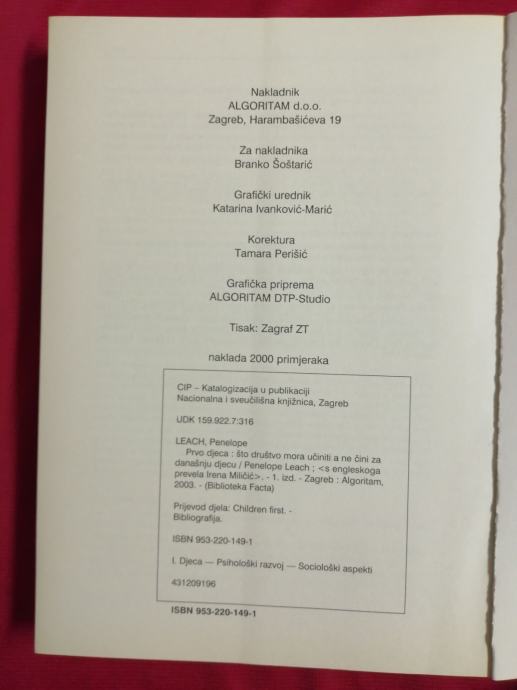 Nakladnik
ALGORITAM d.o.o.
Zagreb, Harambašićeva 19
Za nakladnika
Branko Šoštarić
Grafički urednik
Katarina Ivanković-Marić
Korektura
Tamara Perišić
Grafička priprema
ALGORITAM DTP-Studio
Tisak: Zagraf ZT
naklada 2000 primjeraka
CIP – Katalogizacija u publikaciji
Nacionalna i sveučilišna knjižnica, Zagreb
UDK 159.922.7:316
LEACH, Penelope
Prvo djeca : što društvo mora učiniti a ne čini za
današnju djecu / Penelope Leach ; <s engleskoga
prevela Irena Miličić>. - 1. izd. - Zagreb : Algoritam,
2003. - (Biblioteka Facta)
Prijevod djela: Children first. -
Bibliografija.
ISBN 953-220-149-1
I. Djeca — Psihološki razvoj — Sociološki aspekti
431209196
ISBN 953-220-149-1